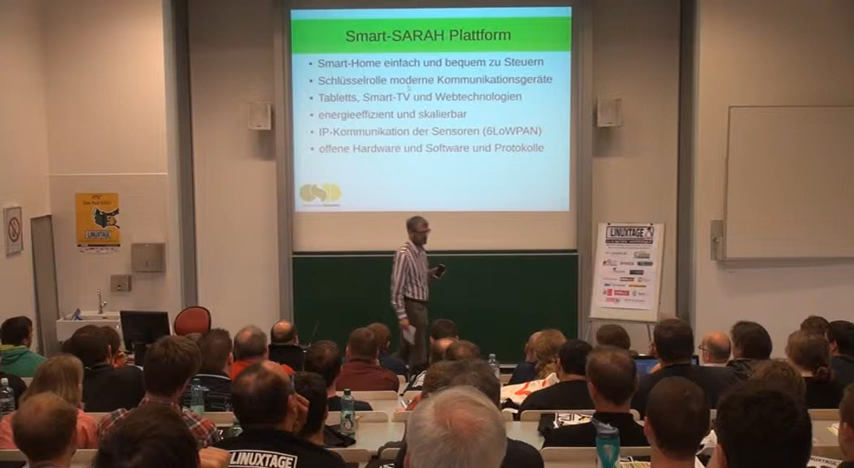 Smart-SARAH Plattform
• Smart-Home einfach und bequem zu Steuern
• Schlüsselrolle moderne Kommunikationsgeräte
• Tabletts, Smart-TV und Webtechnologien
• energieeffizient und skalierbar
• IP-Kommunikation der Sensoren (6LoWPAN)
• offene Hardware und Software und Protokolle
LINUXTAGE
LINUXTAGE
LINUXTAGE